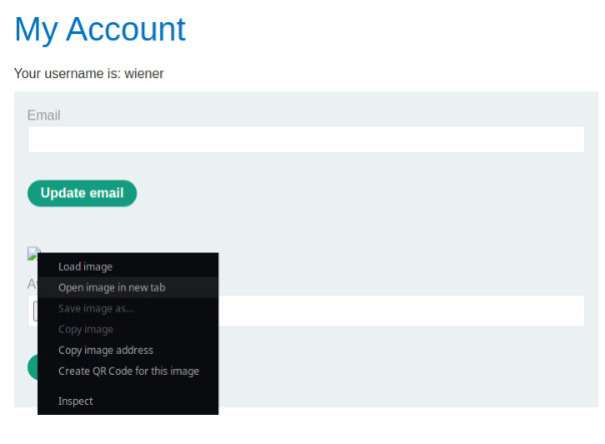 My Account
Your username is: wiener
Email
Update email
Load image
Open image in new tab
Save image as...
Copy image
Copy image address
Create QR Code for this image
Inspect